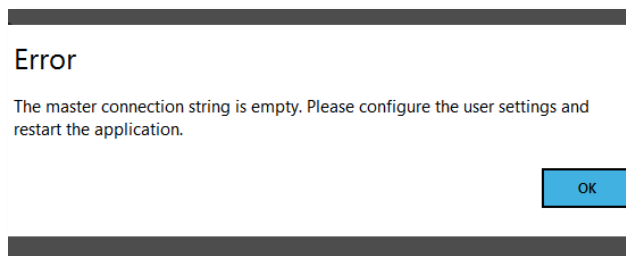 Error
The master connection string is empty. Please configure the user settings and
restart the application.
OK